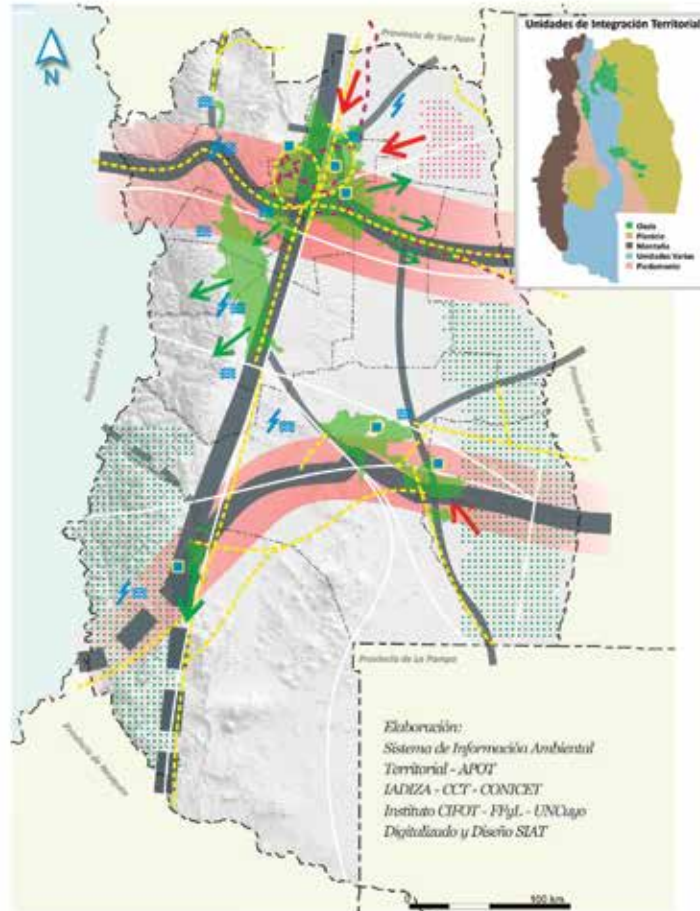 Provincia de San Juan
Unidades de Integración Territorial
N
Oasis
Planicie
Montaña
Unidades Varias
Piedemonte
República de Chile
Provincia de San Luis
Provincia de La Pampa
Provincia de Neuquén
Elaboración:
Sistema de Información Ambiental
Territorial - APOT
IADIZA - CCT - CONICET
Instituto CIFOT - FFyL - UNCuyo
Digitalizado y Diseño SIAT
0 100 km